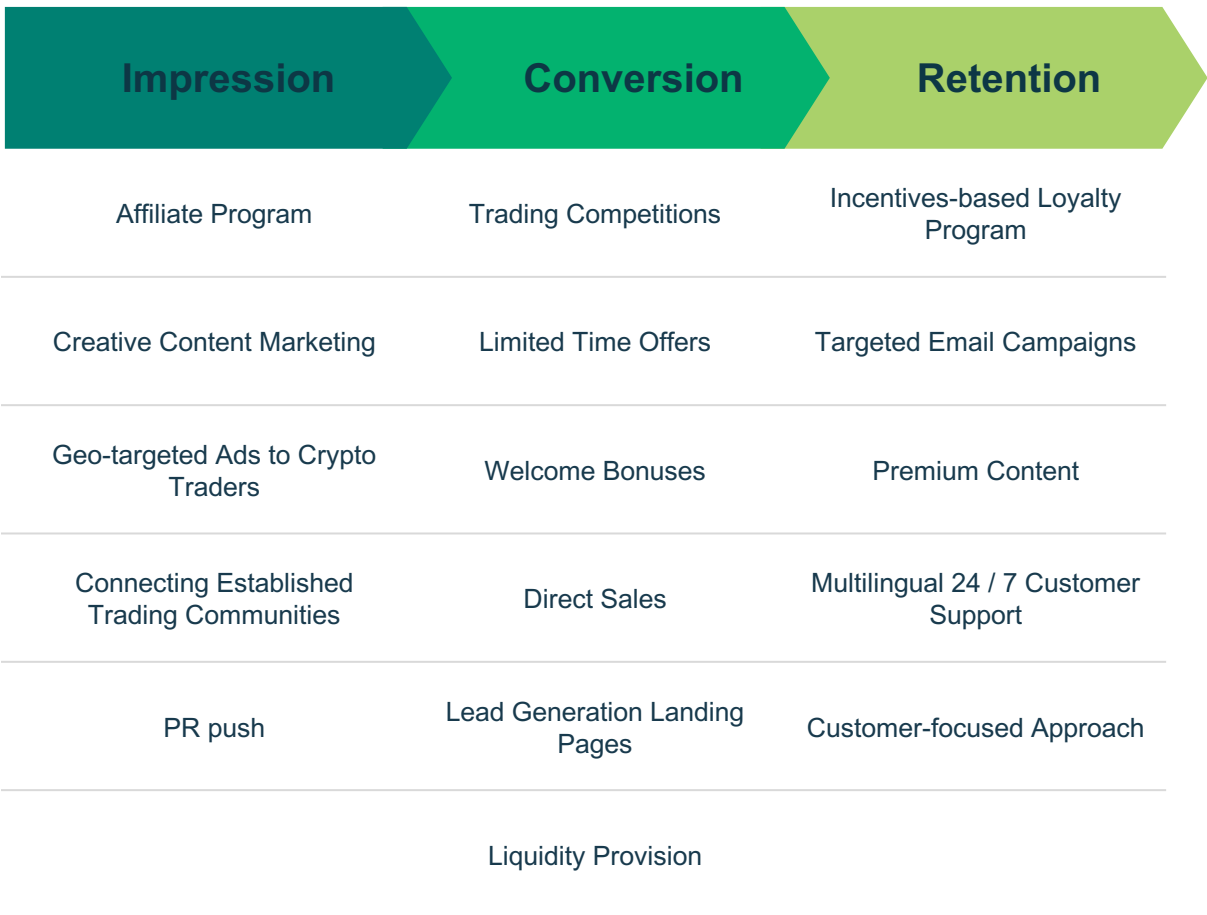 Impression
Conversion
Retention
Affiliate Program
Trading Competitions
Incentives-based Loyalty
Program
Creative Content Marketing
Limited Time Offers
Targeted Email Campaigns
Geo-targeted Ads to Crypto
Traders
Welcome Bonuses
Premium Content
Connecting Established
Trading Communities
Direct Sales
Multilingual 24 / 7 Customer
Support
PR push
Lead Generation Landing
Pages
Customer-focused Approach
Liquidity Provision